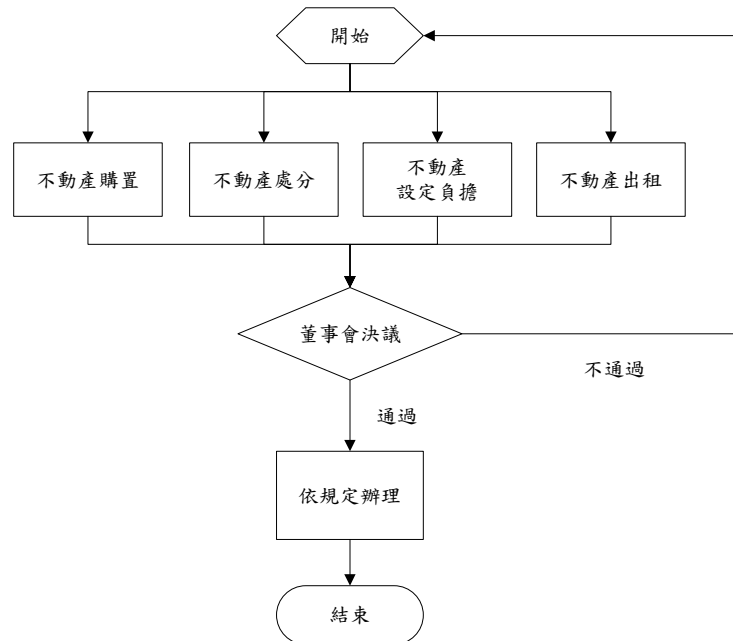 開始
不動產購置
不動產處分
不動產
設定負擔
不動產出租
董事會決議
不通過
通過
依規定辦理
結束